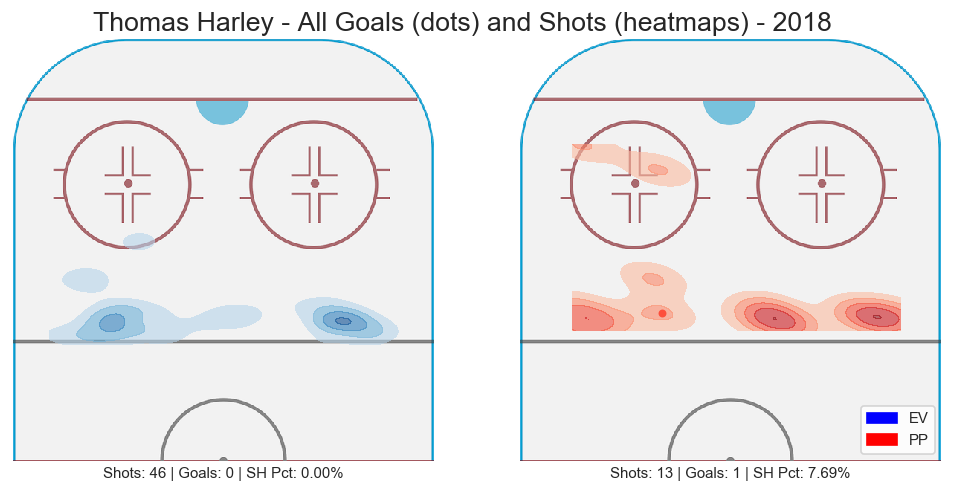 Thomas Harley - All Goals (dots) and Shots (heatmaps) - 2018
EV
PP
Shots: 46 | Goals: 0 | SH Pct: 0.00%
Shots: 13 | Goals: 1 | SH Pct: 7.69%